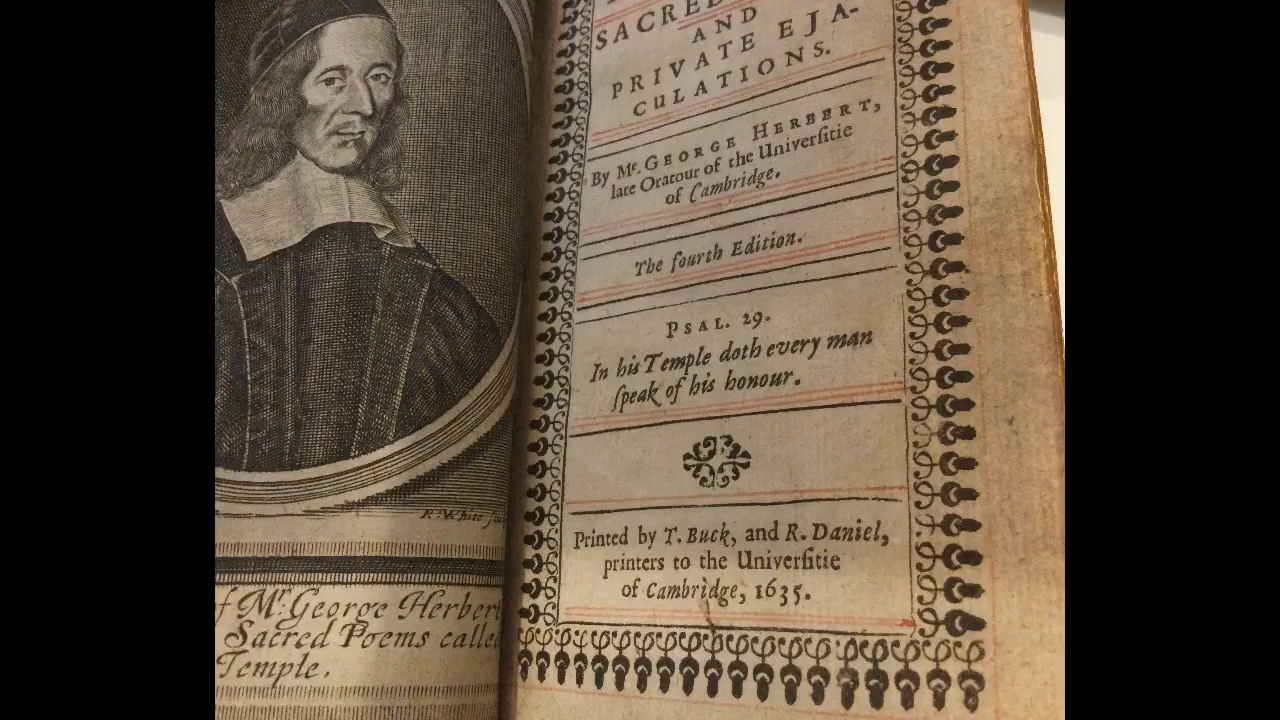 R. White
f Mr. George Herber
Sacred Poems calle
Temple.
SACRED
AND
PRIVATE EJA-
CULATIONS.
By Mr. GEORGE HERBERT,
late Oratour of the Univerſitie
of Cambridge.
The fourth Edition.
PSAL. 29.
In his Temple doth every man
ſpeak of his honour.
Printed by T. Buck, and R. Daniel,
printers to the Univerſitie
of Cambridge, 1635.